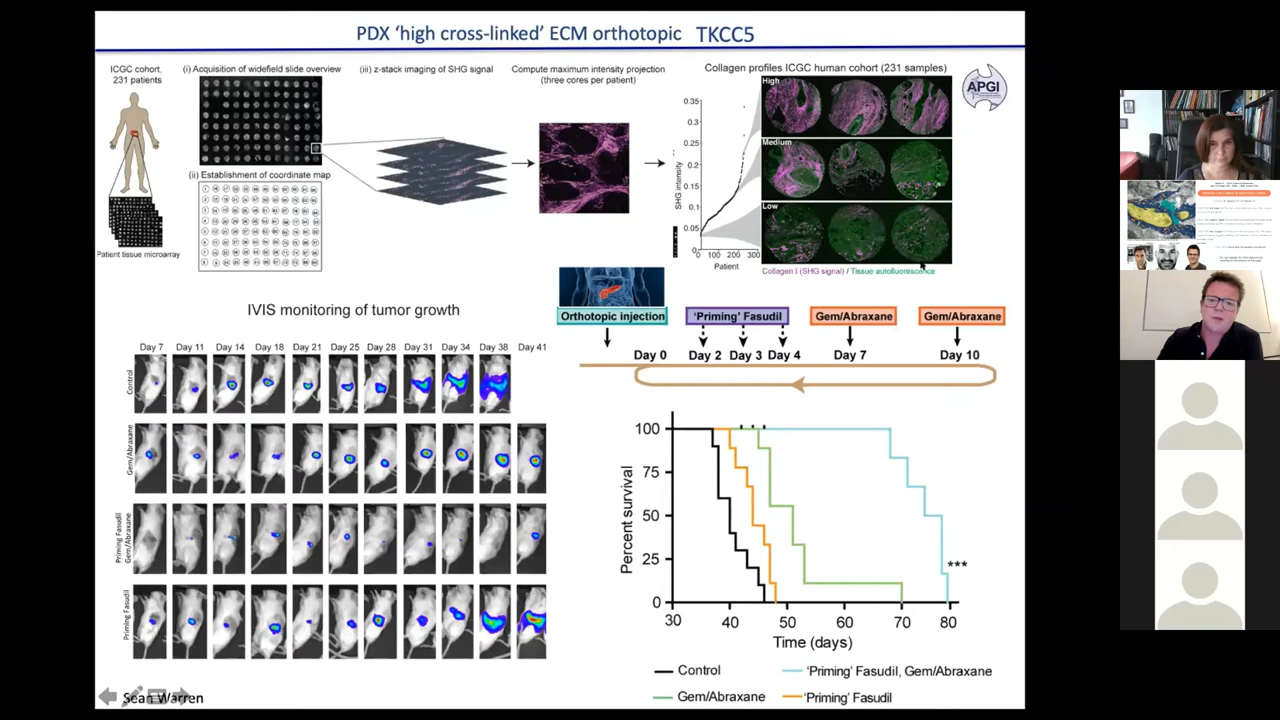 PDX ‘high cross-linked’ ECM orthotopic TKCC5
ICGC cohort,
231 patients
(i) Acquisition of widefield slide overview
(ii) Establishment of coordinate map
Patient tissue microarray
(iii) z-stack imaging of SHG signal
Compute maximum intensity projection
(three cores per patient)
Collagen profiles ICGC human cohort (231 samples)
APGI
SHG intensity
0.35
0.3
0.25
0.2
0.15
0.1
0.05
0
0 100 200 300
Patient
High
Medium
Low
Collagen I (SHG signal) / Tissue autofluorescence
IVIS monitoring of tumor growth
Day 7 Day 11 Day 14 Day 18 Day 21 Day 25 Day 28 Day 31 Day 34 Day 38 Day 41
Control
Gem/Abraxane
Priming Fasudil
Gem/Abraxane
Priming Fasudil
Orthotopic injection
‘Priming’ Fasudil
Gem/Abraxane
Gem/Abraxane
Day 0 Day 2 Day 3 Day 4 Day 7 Day 10
Percent survival
100
75
50
25
0
30 40 50 60 70 80
Time (days)
***
Control
‘Priming’ Fasudil, Gem/Abraxane
Gem/Abraxane
‘Priming’ Fasudil
Sean Warren